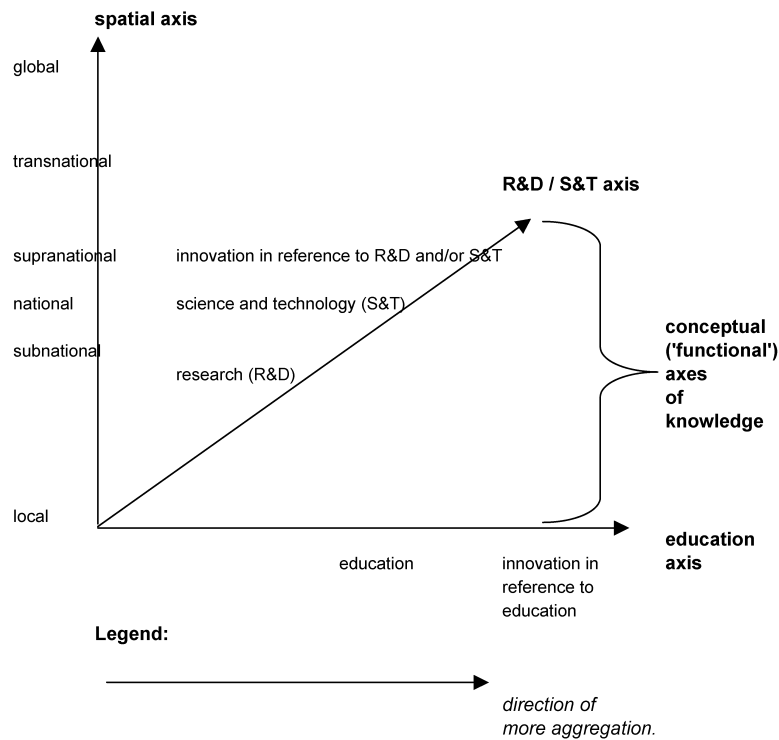 spatial axis
global
transnational
R&D / S&T axis
supranational
innovation in reference to R&D and/or S&T
national
science and technology (S&T)
subnational
research (R&D)
conceptual
('functional')
axes
of
knowledge
local
education
axis
education
innovation in
reference to
education
Legend:
direction of
more aggregation.